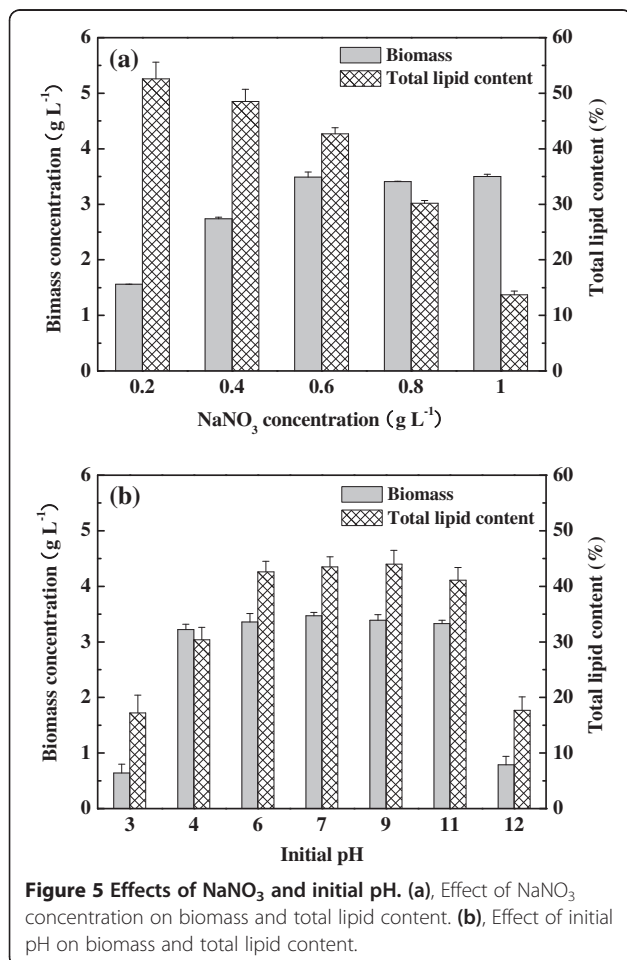 (a)
Biomass
Total lipid content
6
5
4
3
2
1
0
60
50
40
30
20
10
0
Bimass concentration (g L-1)
Total lipid content (%)
0.2 0.4 0.6 0.8 1
NaNO3 concentration (g L-1)
(b)
Biomass
Total lipid content
6
5
4
3
2
1
0
60
50
40
30
20
10
0
Biomass concentration (g L-1)
Total lipid content (%)
3 4 6 7 9 11 12
Initial pH
Figure 5 Effects of NaNO3 and initial pH. (a), Effect of NaNO3
concentration on biomass and total lipid content. (b), Effect of initial
pH on biomass and total lipid content.